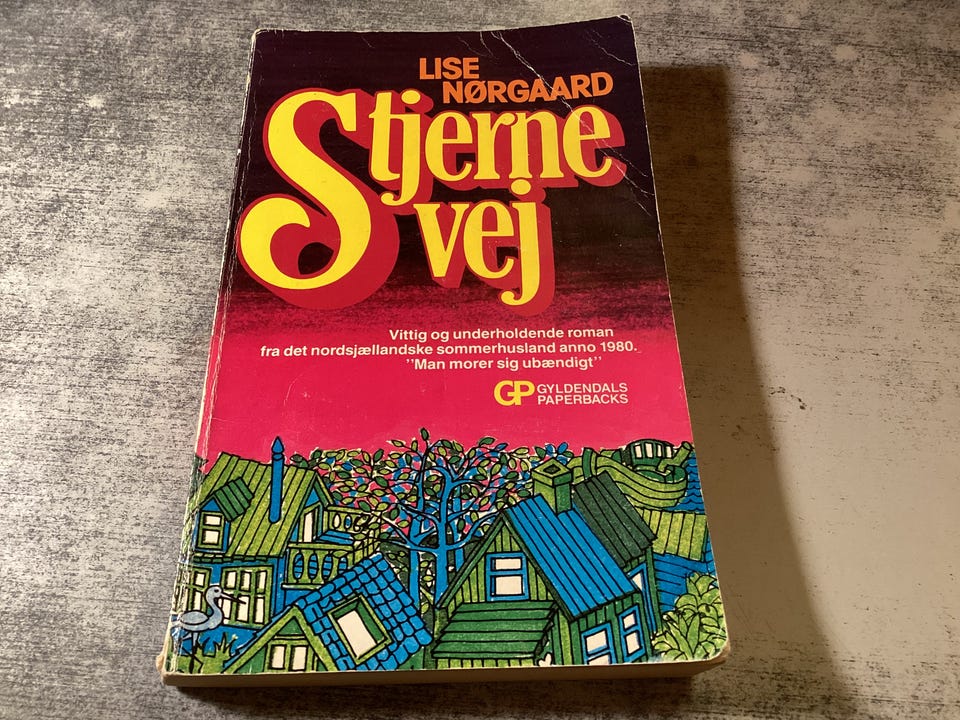 LISE
NØRGAARD
Stjerne
vej
Vittig og underholdende roman
fra det nordsjællandske sommerhusland anno 1980.
''Man morer sig ubændigt''
GP GYLDENDALS
PAPERBACKS